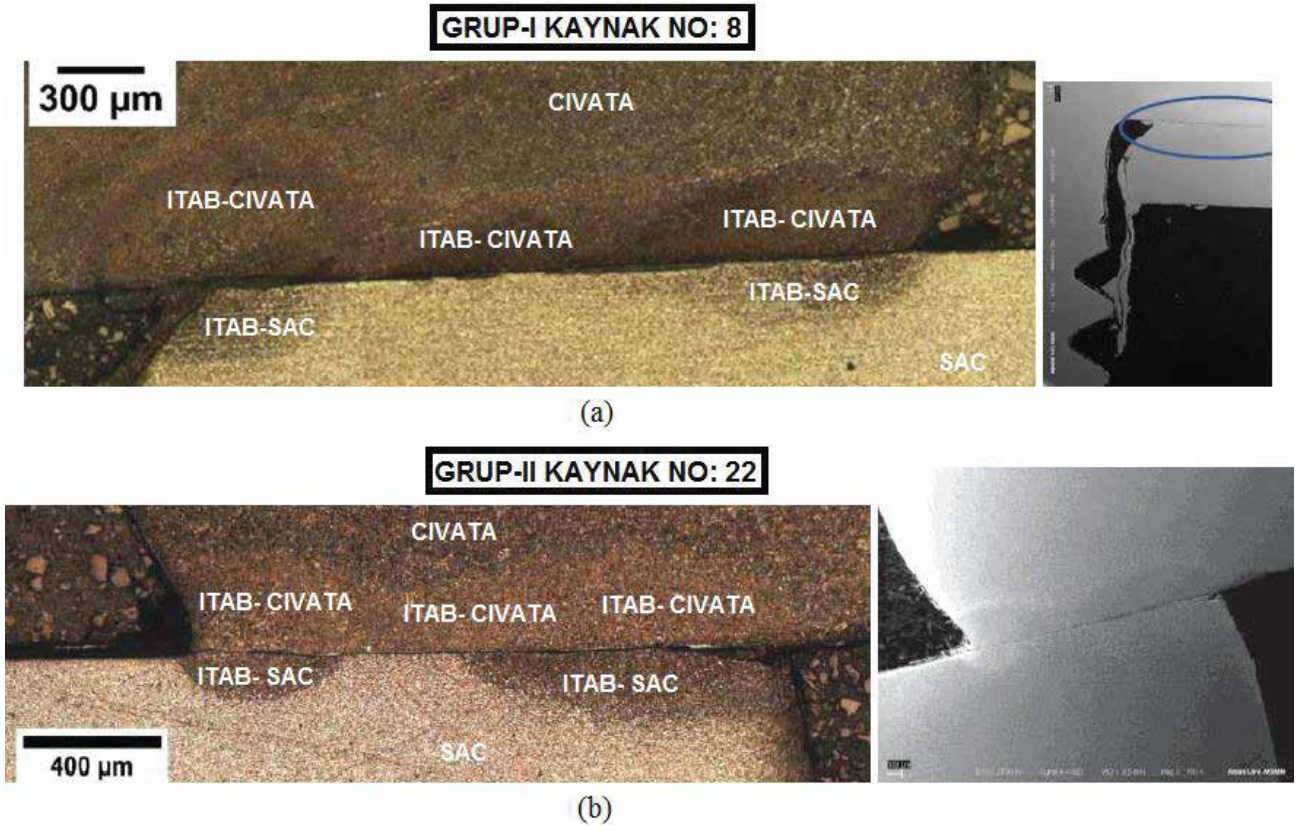 GRUP-I KAYNAK NO: 8
300 µm
CIVATA
ITAB-CIVATA
ITAB- CIVATA
ITAB- CIVATA
ITAB-SAC
ITAB-SAC
SAC
(a)
GRUP-II KAYNAK NO: 22
CIVATA
ITAB- CIVATA
ITAB- CIVATA
ITAB- CIVATA
ITAB- SAC
ITAB- SAC
SAC
400 µm
(b)